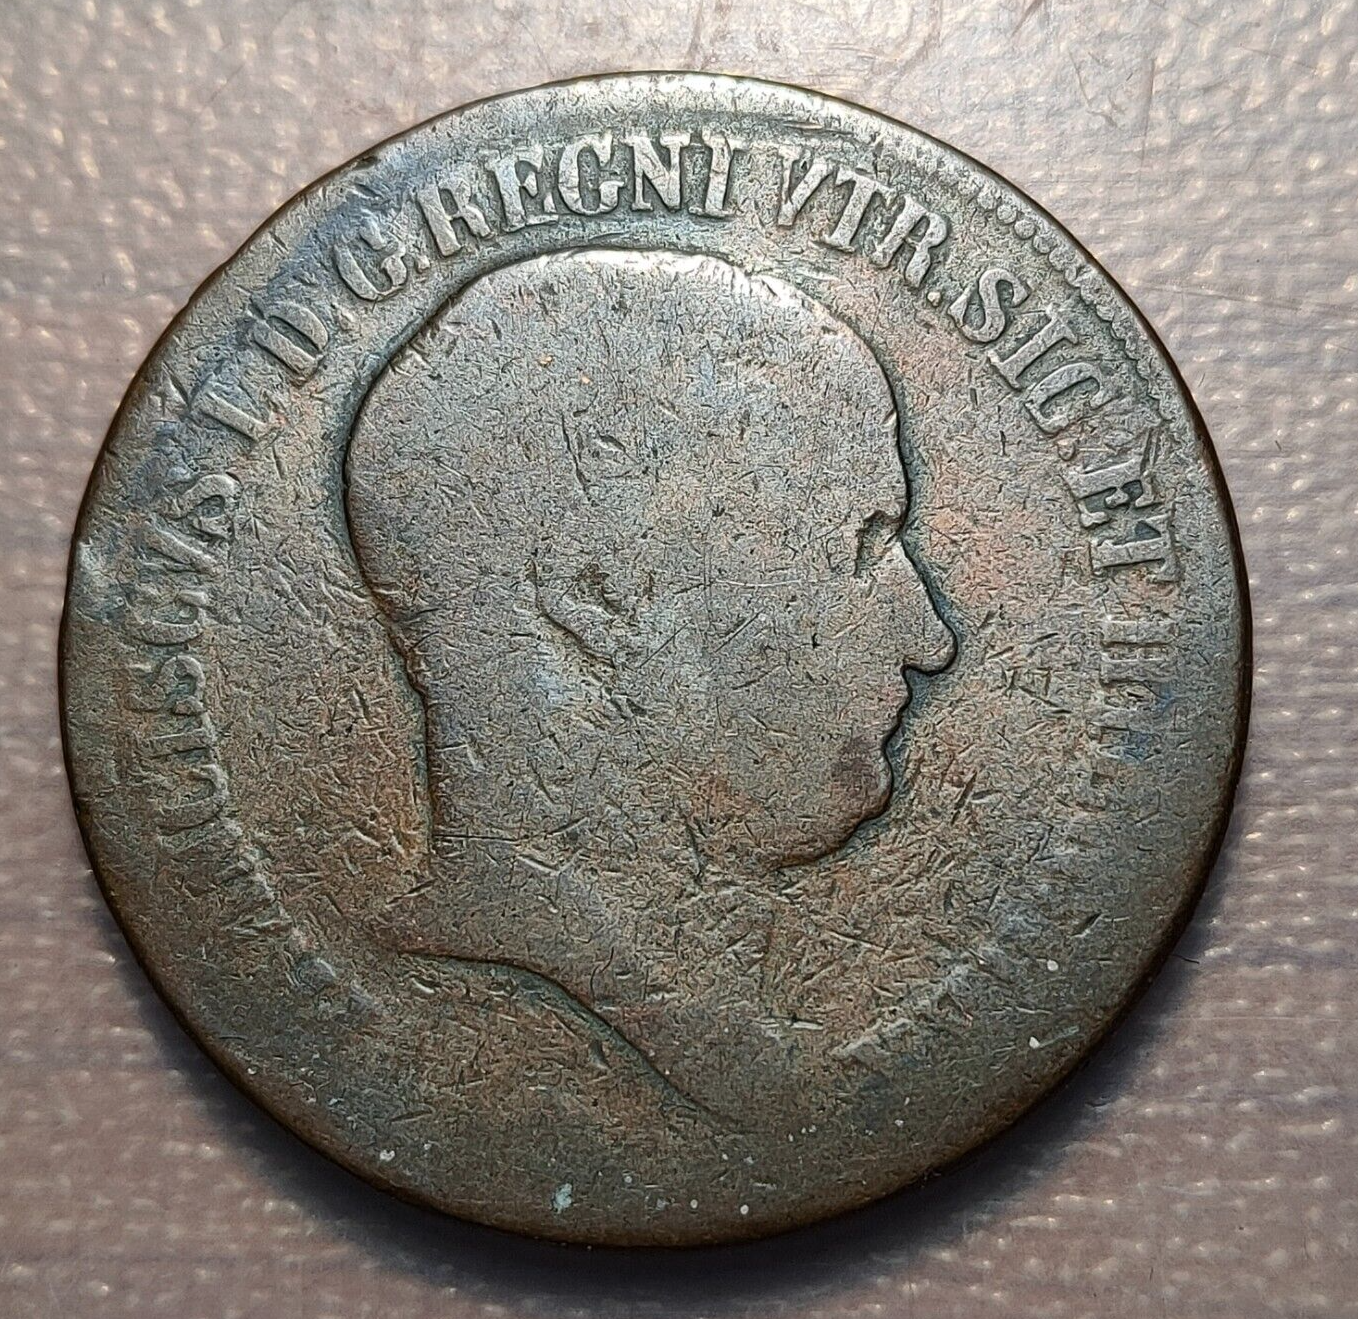 CISCVS I. D. G. REGNI VTR. SIC. ET